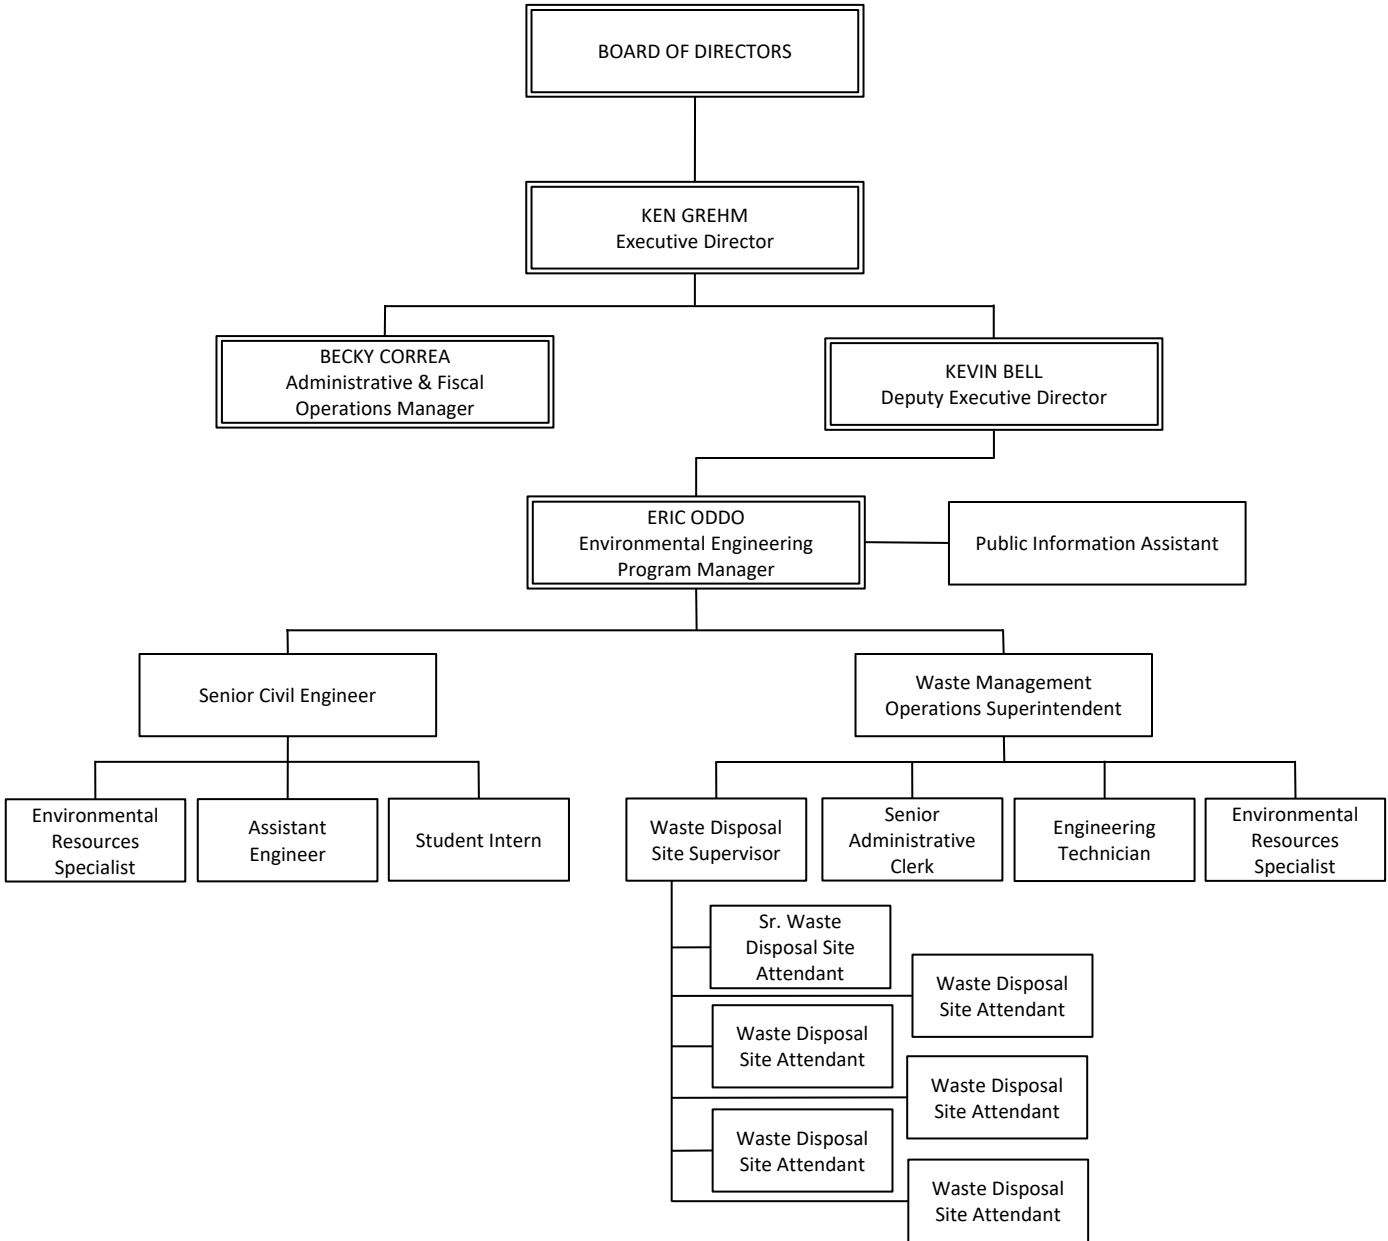 BOARD OF DIRECTORS
KEN GREHM
Executive Director
BECKY CORREA
Administrative & Fiscal
Operations Manager
KEVIN BELL
Deputy Executive Director
ERIC ODDO
Environmental Engineering
Program Manager
Public Information Assistant
Senior Civil Engineer
Waste Management
Operations Superintendent
Environmental
Resources
Specialist
Assistant
Engineer
Student Intern
Waste Disposal
Site Supervisor
Senior
Administrative
Clerk
Engineering
Technician
Environmental
Resources
Specialist
Sr. Waste
Disposal Site
Attendant
Waste Disposal
Site Attendant
Waste Disposal
Site Attendant
Waste Disposal
Site Attendant
Waste Disposal
Site Attendant
Waste Disposal
Site Attendant